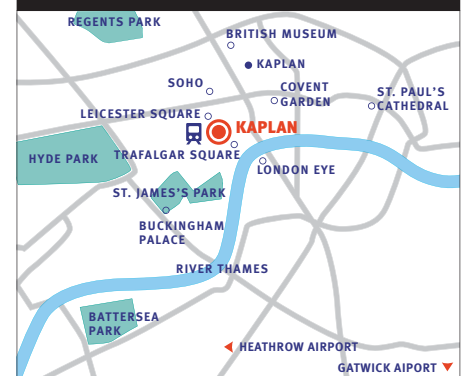 REGENTS PARK
BRITISH MUSEUM
KAPLAN
SOHO
COVENT
GARDEN
ST. PAUL'S
CATHEDRAL
LEICESTER SQUARE
KAPLAN
TRAFALGAR SQUARE
HYDE PARK
LONDON EYE
ST. JAMES'S PARK
BUCKINGHAM
PALACE
RIVER THAMES
BATTERSEA
PARK
HEATHROW AIRPORT
GATWICK AIPORT